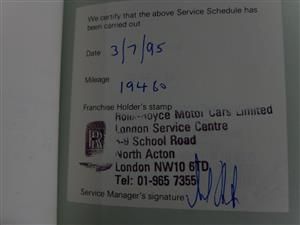 We certify that the above Service Schedule has
been carried out
Date 3/7/95
Mileage 19460
Franchise Holder's stamp
Rolls-Royce Motor Cars Limited
London Service Centre
School Road
North Acton
London NW10 6TD
Tel: 01-965 7355
Service Manager's signature